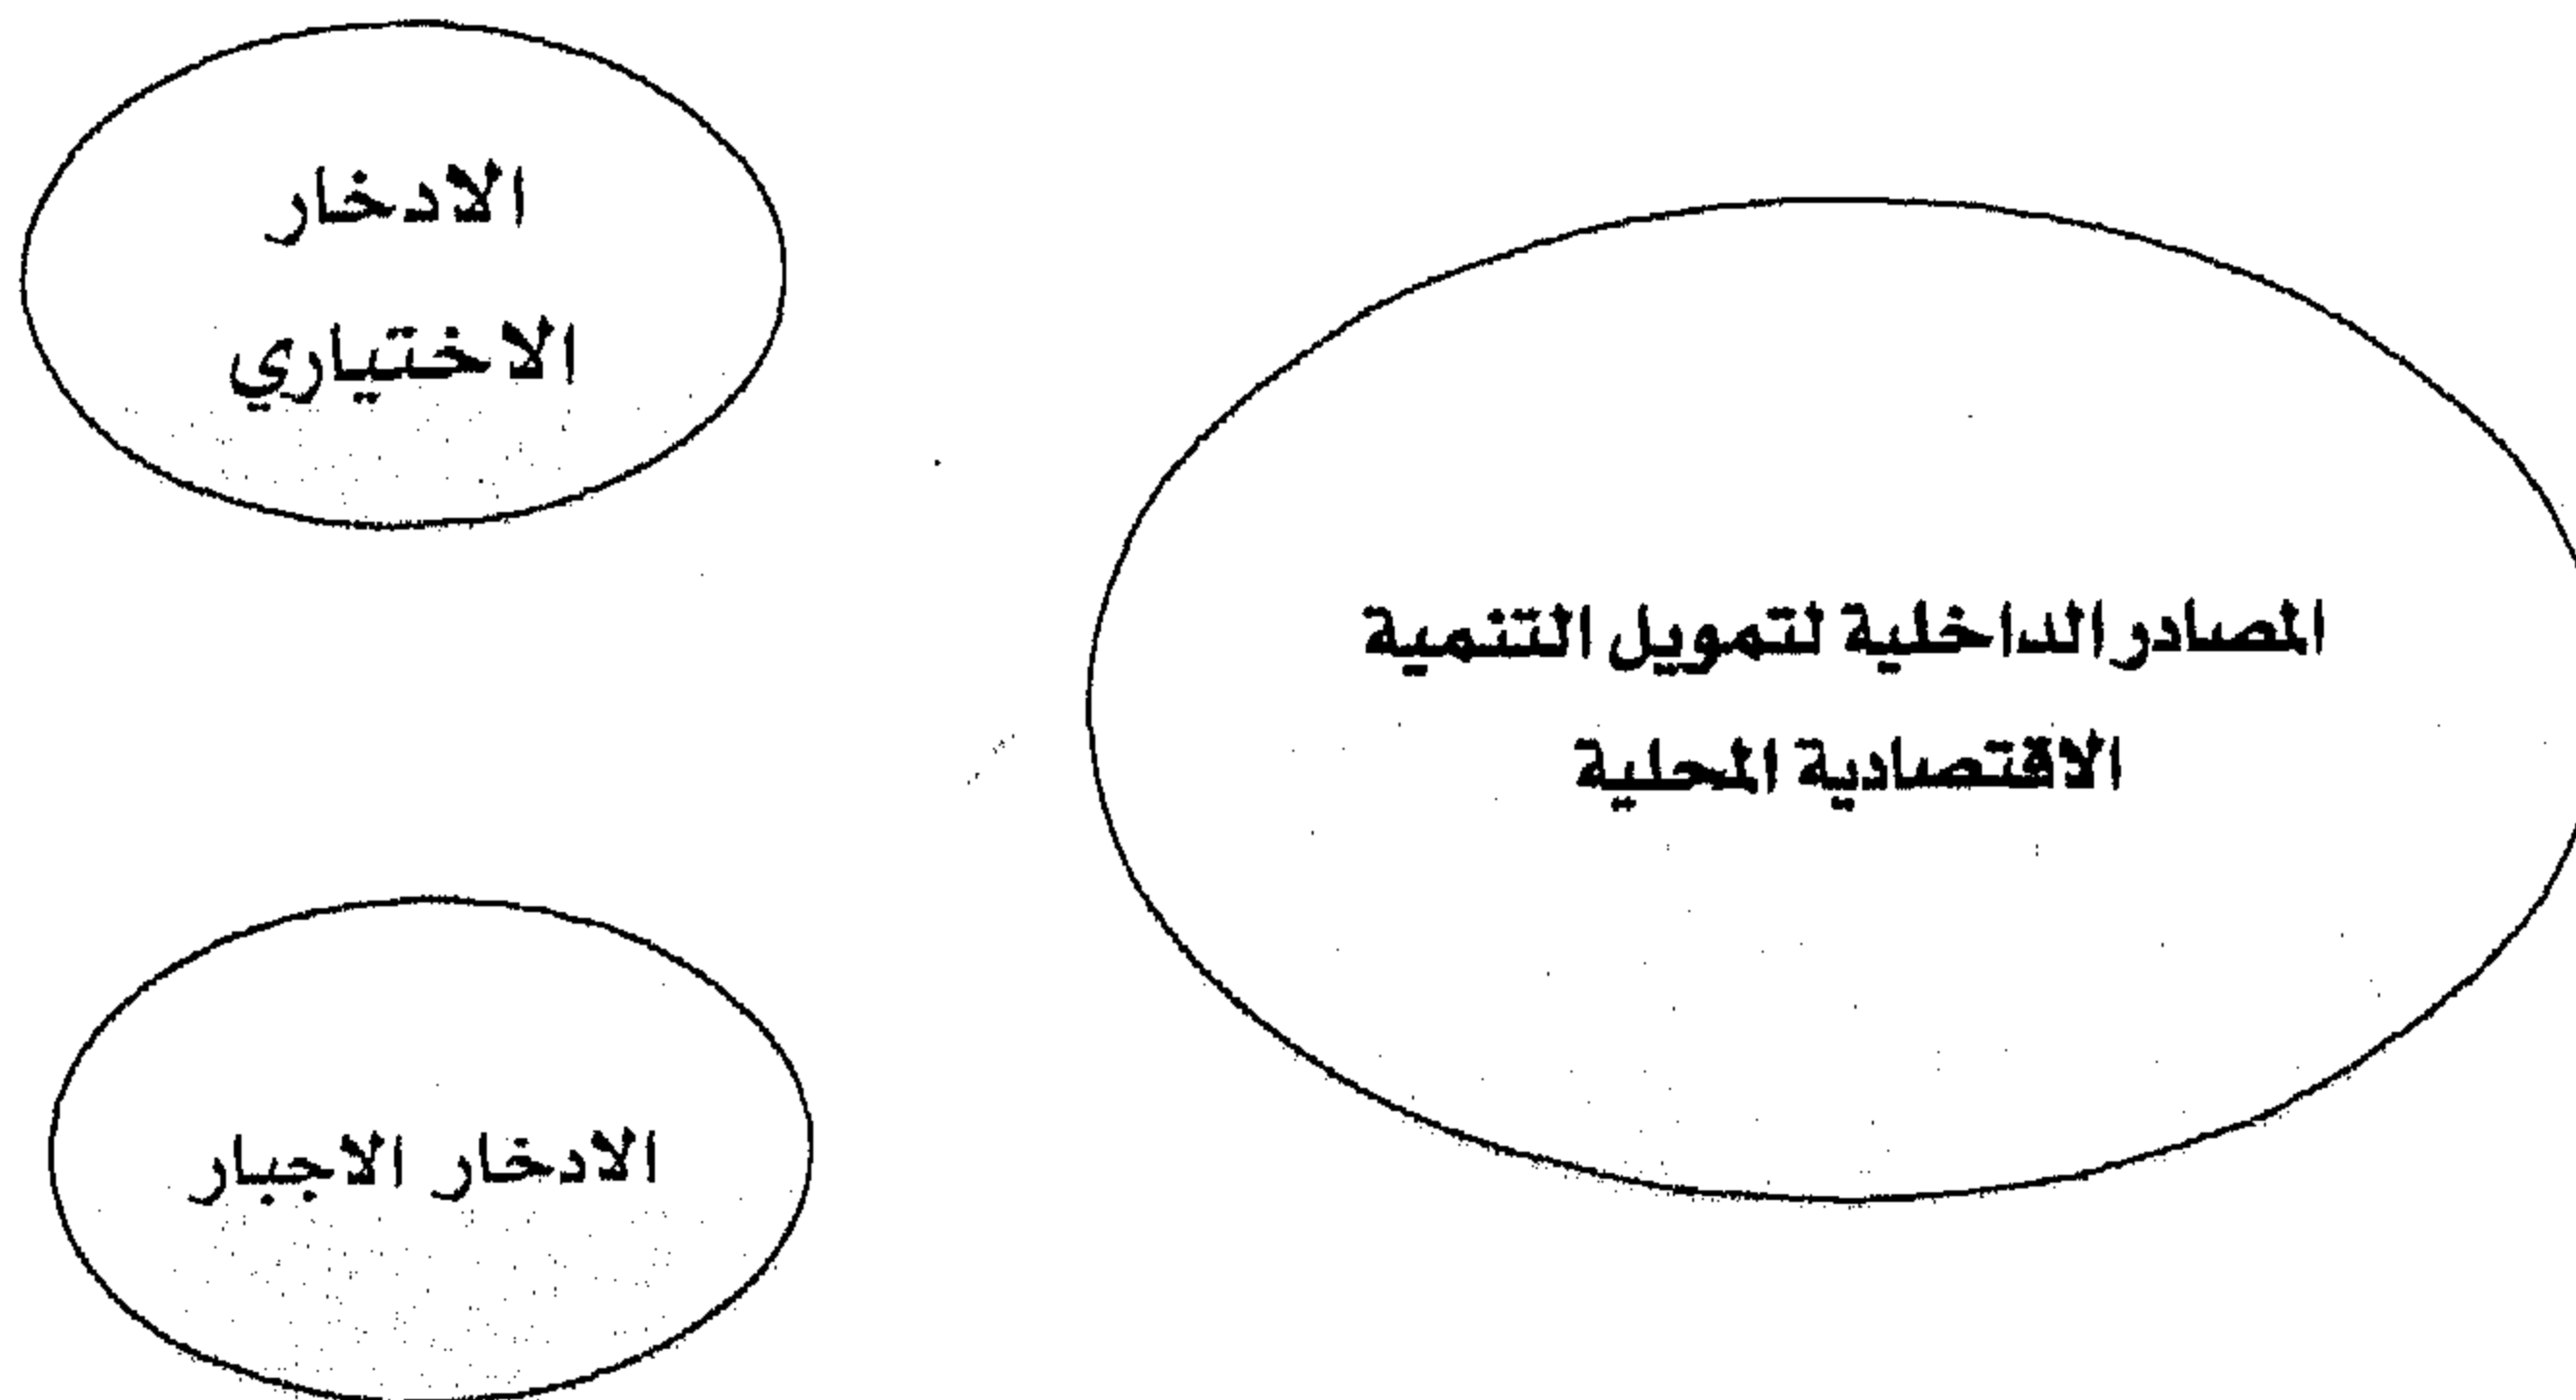 الادخار
الاختياري
المصادر الداخلية لتمويل التنمية
الاقتصادية المحلية
الادخار الاجبار